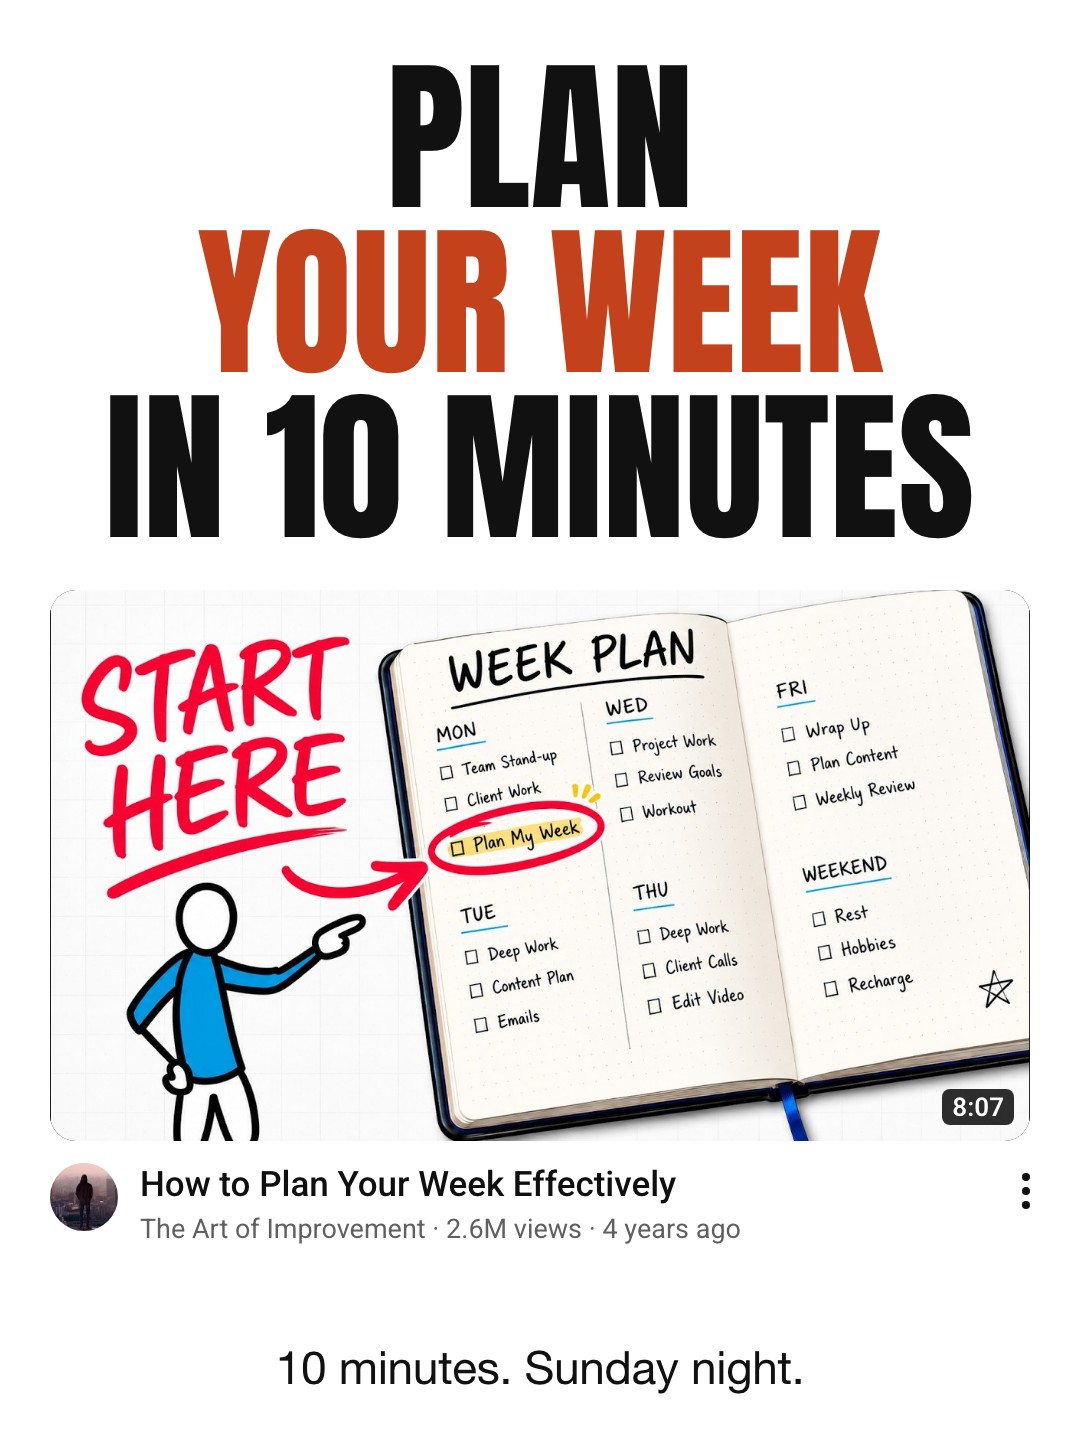 PLAN
YOUR WEEK
IN 10 MINUTES
START
HERE
WEEK PLAN
MON
Team Stand-up
Client Work
Plan My Week
TUE
Deep Work
Content Plan
Emails
WED
Project Work
Review Goals
Workout
THU
Deep Work
Client Calls
Edit Video
FRI
Wrap Up
Plan Content
Weekly Review
WEEKEND
Rest
Hobbies
Recharge
8:07
How to Plan Your Week Effectively
The Art of Improvement · 2.6M views · 4 years ago
10 minutes. Sunday night.